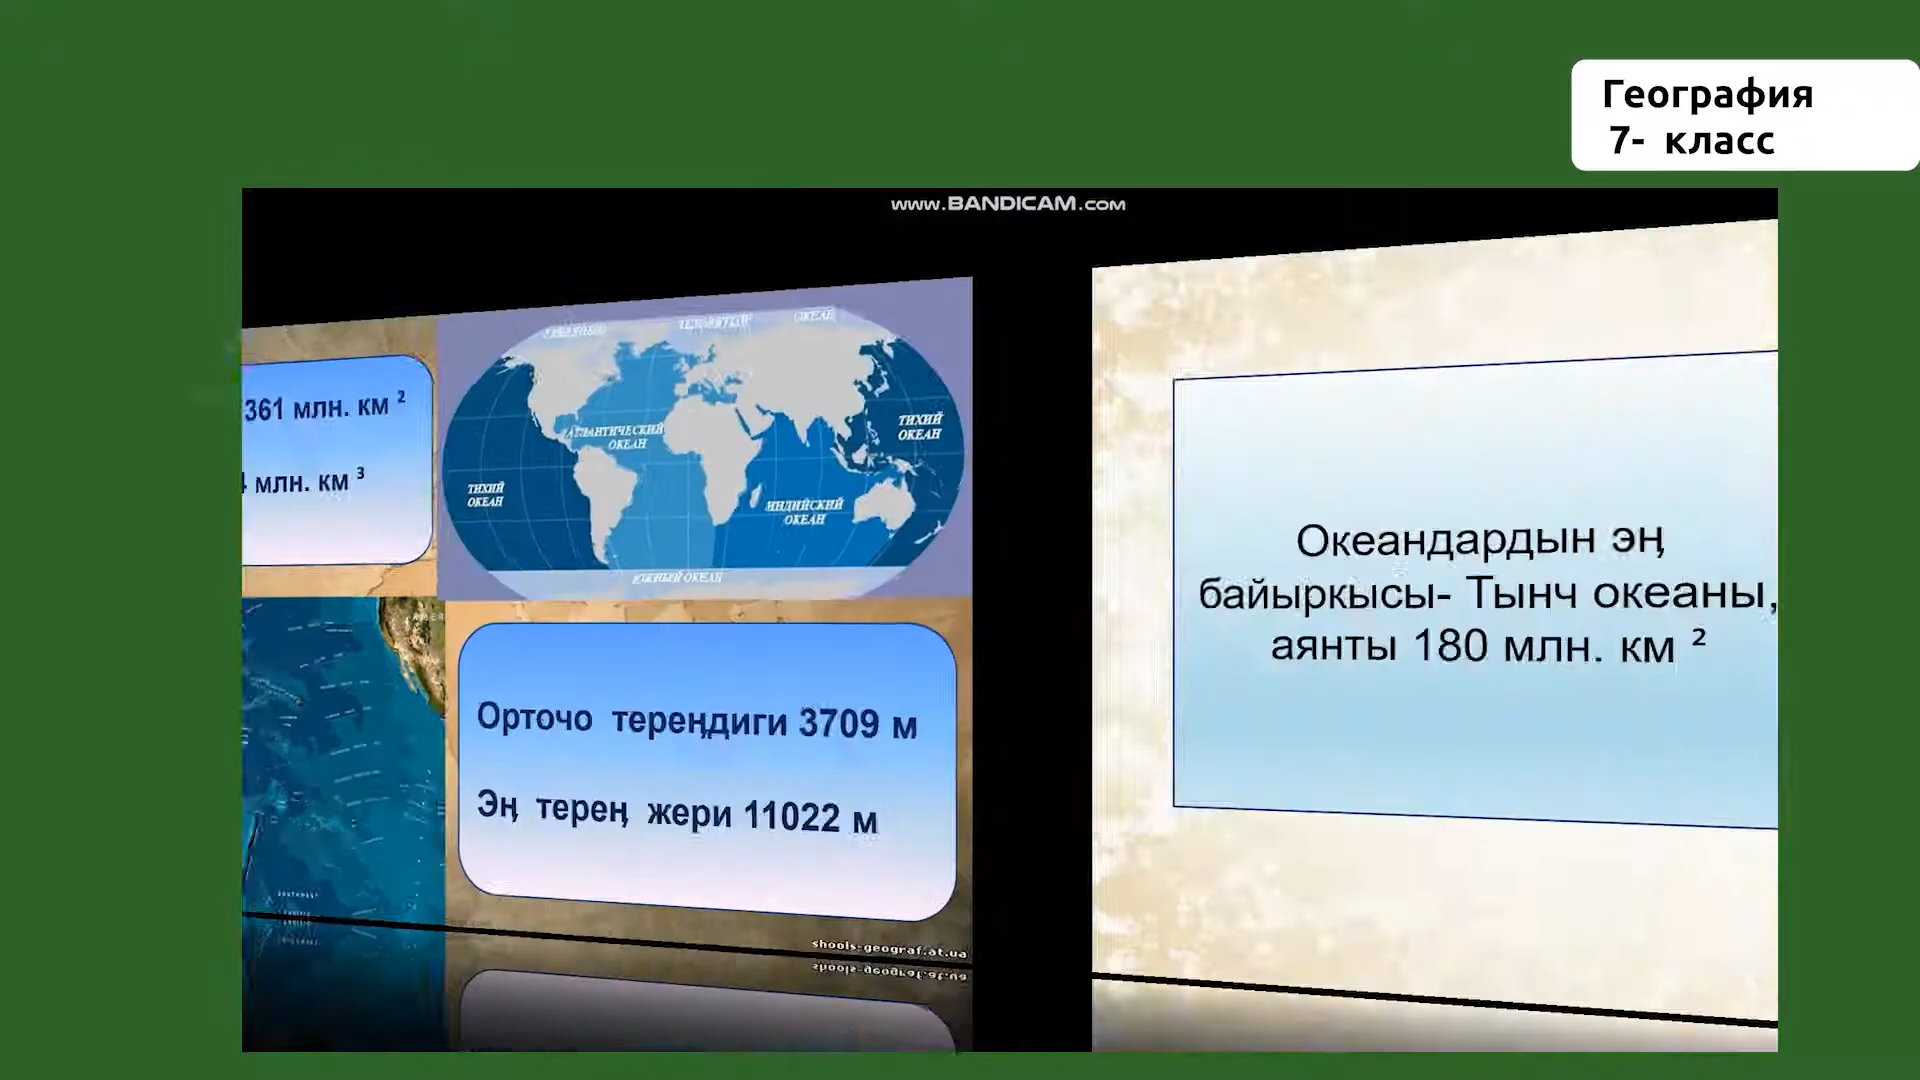 География
7- класс
www.BANDICAM.com
361 млн. км ²
млн. км ³
ОКЕАН
АТЛАНТИЧЕСКИЙ
ОКЕАН
ТИХИЙ
ОКЕАН
ТИХИЙ
ОКЕАН
ИНДИЙСКИЙ
ОКЕАН
ЮЖНЫЙ ОКЕАН
Орточо тереңдиги 3709 м
Эң терең жери 11022 м
shools-geograf.at.ua
Океандардын эң
байыркысы- Тынч океаны,
аянты 180 млн. км ²